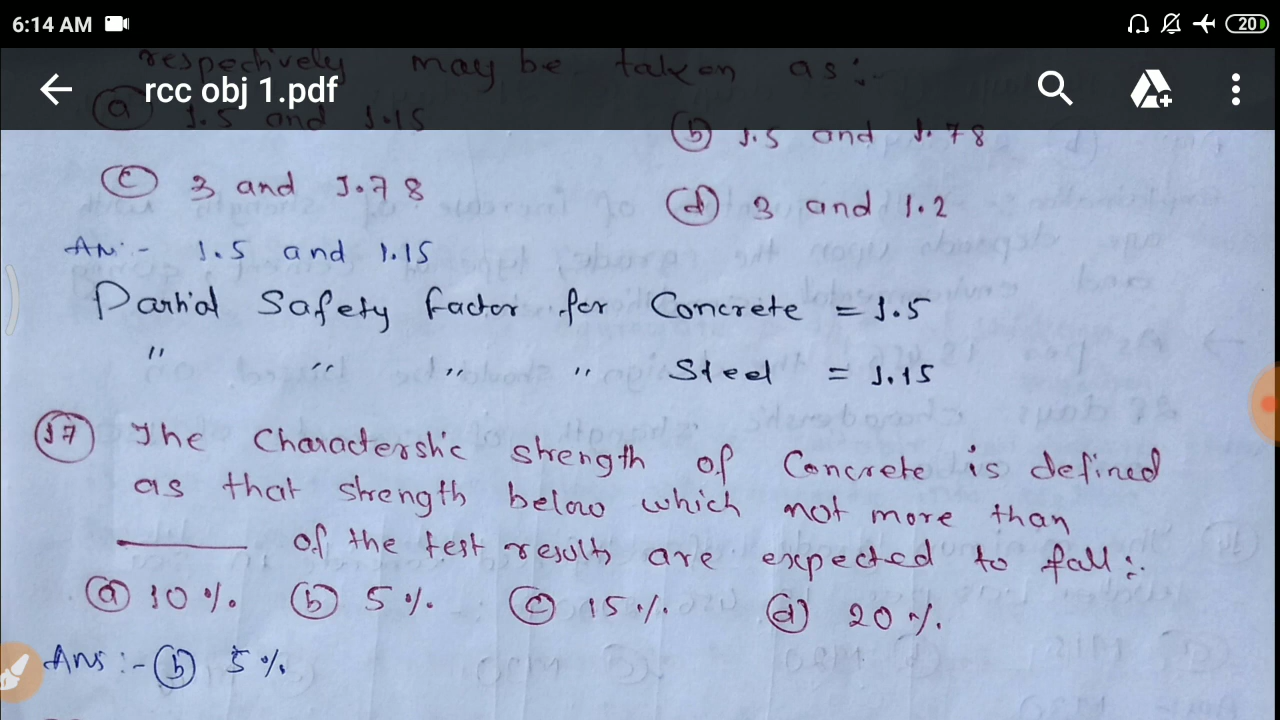 6:14 AM
20
respectively may be taken as:-
rcc obj 1.pdf
(a) 1.5 and 1.15
(b) 1.5 and 1.78
(c) 3 and 1.78
(d) 3 and 1.2
An:- 1.5 and 1.15
Partial Safety factor for Concrete = 1.5
" " " " Steel = 1.15
(17) The Characterstic strength of Concrete is defined
as that strength below which not more than
______ of the test results are expected to fall:-
(a) 10 %. (b) 5 %. (c) 15 %. (d) 20 %.
Ans:- (b) 5 %